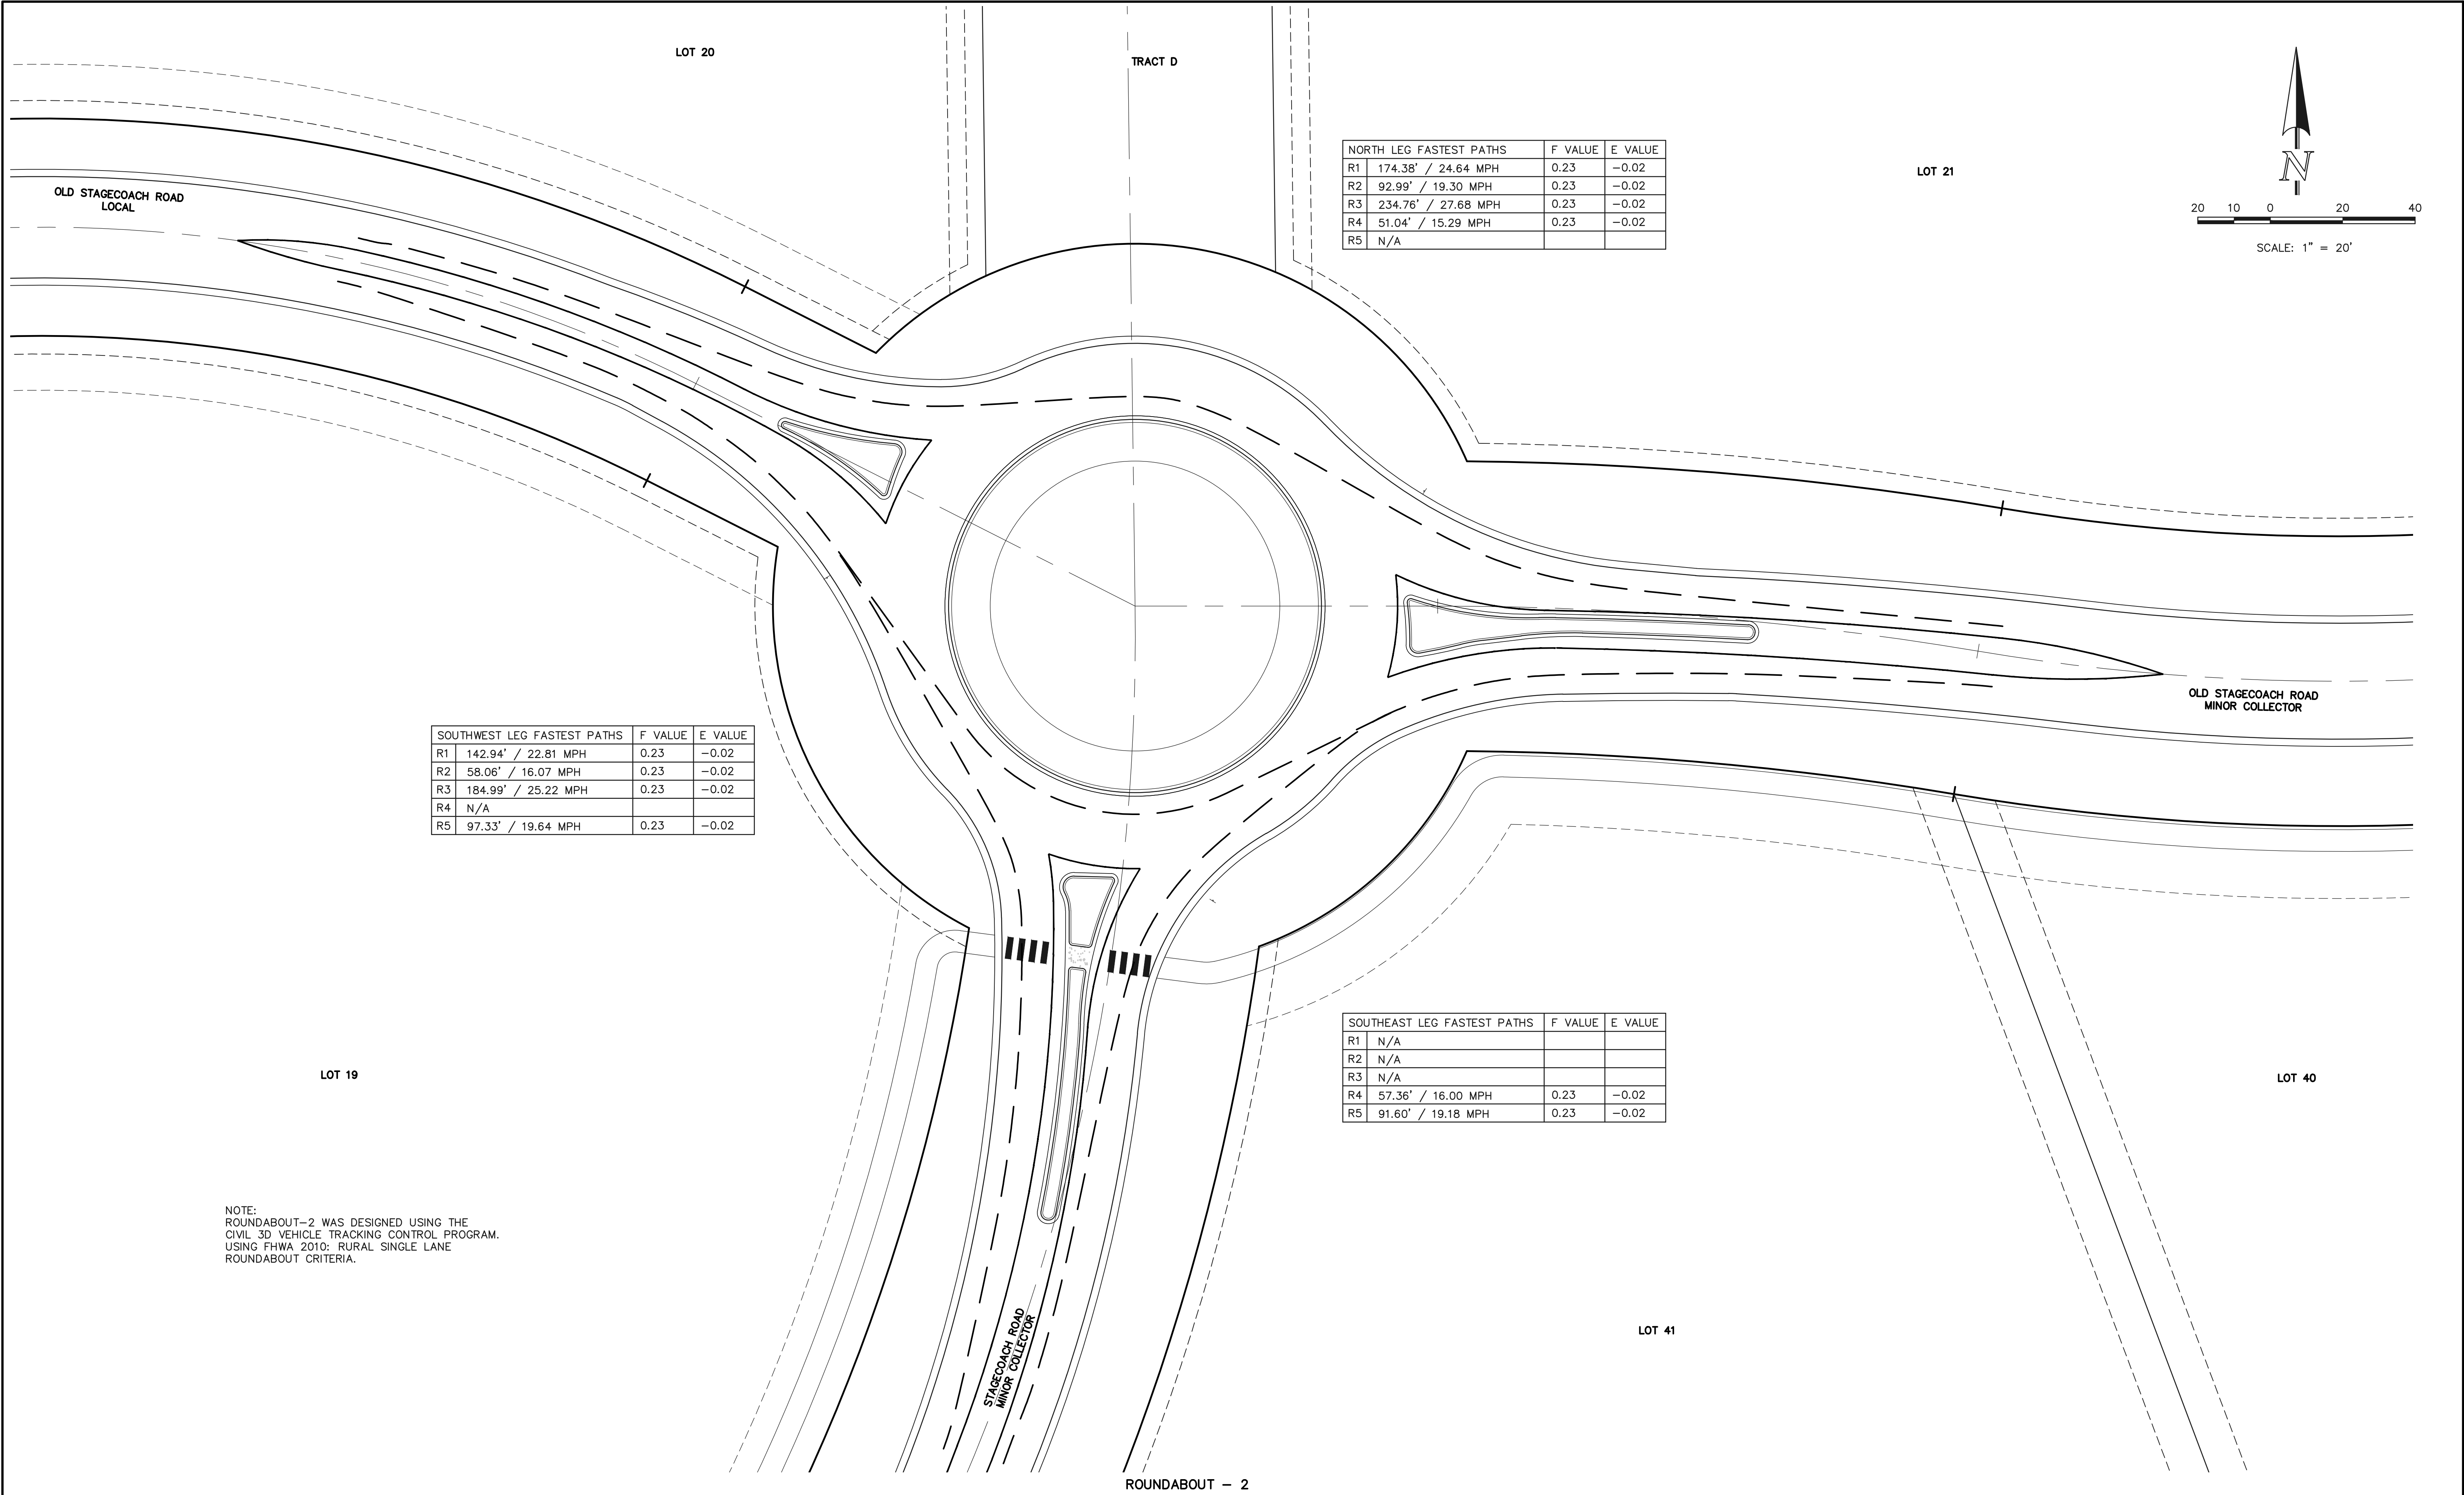 LOT 20
TRACT D
LOT 21
N
20 10 0 20 40
SCALE: 1" = 20'
OLD STAGECOACH ROAD
LOCAL
NORTH LEG FASTEST PATHS F VALUE E VALUE
R1 174.38' / 24.64 MPH 0.23 -0.02
R2 92.99' / 19.30 MPH 0.23 -0.02
R3 234.76' / 27.68 MPH 0.23 -0.02
R4 51.04' / 15.29 MPH 0.23 -0.02
R5 N/A
OLD STAGECOACH ROAD
MINOR COLLECTOR
SOUTHWEST LEG FASTEST PATHS F VALUE E VALUE
R1 142.94' / 22.81 MPH 0.23 -0.02
R2 58.06' / 16.07 MPH 0.23 -0.02
R3 184.99' / 25.22 MPH 0.23 -0.02
R4 N/A
R5 97.33' / 19.64 MPH 0.23 -0.02
SOUTHEAST LEG FASTEST PATHS F VALUE E VALUE
R1 N/A
R2 N/A
R3 N/A
R4 57.36' / 16.00 MPH 0.23 -0.02
R5 91.60' / 19.18 MPH 0.23 -0.02
LOT 19
LOT 40
NOTE:
ROUNDABOUT-2 WAS DESIGNED USING THE
CIVIL 3D VEHICLE TRACKING CONTROL PROGRAM.
USING FHWA 2010: RURAL SINGLE LANE
ROUNDABOUT CRITERIA.
STAGECOACH ROAD
MINOR COLLECTOR
LOT 41
ROUNDABOUT - 2